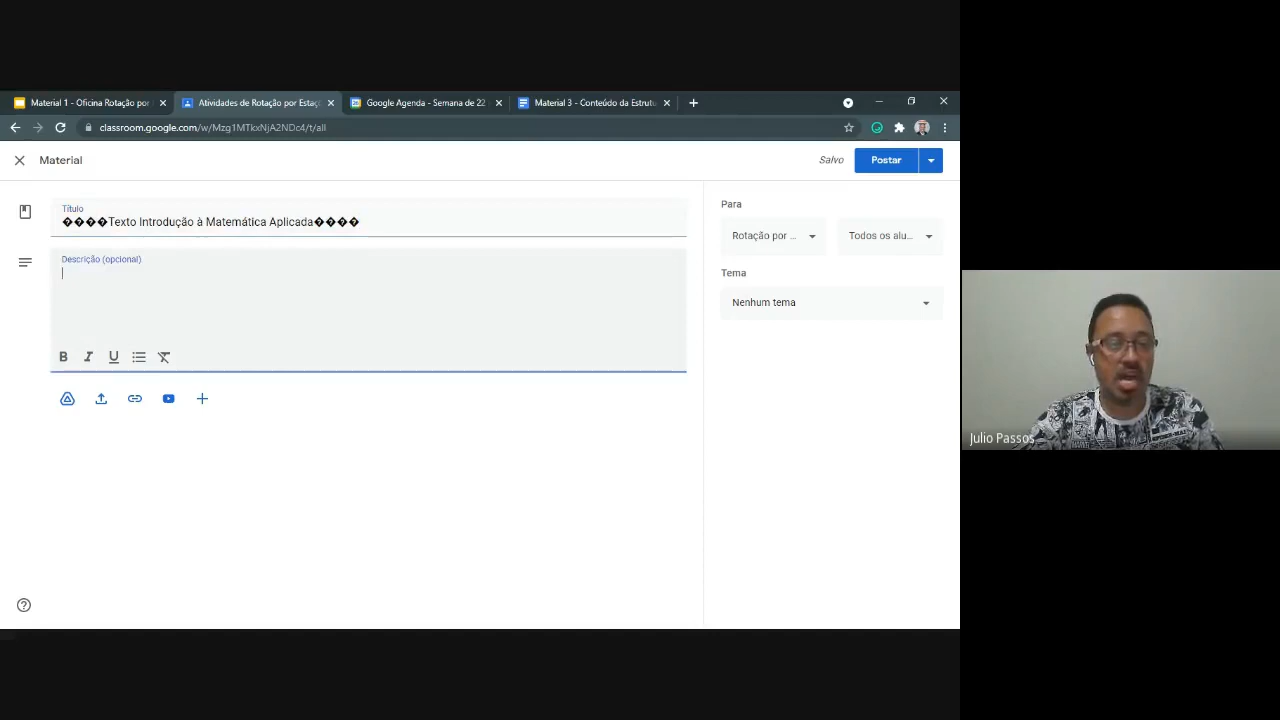 Material 1 - Oficina Rotação por
Atividades de Rotação por Estaç
Google Agenda - Semana de 22
Material 3 - Conteúdo da Estrutu
classroom.google.com/w/Mzg1MTkxNjA2NDc4/t/all
Material
Salvo
Postar
Título
����Texto Introdução à Matemática Aplicada����
Descrição (opcional)
B I U
Para
Rotação por ...
Todos os alu...
Tema
Nenhum tema
Julio Passos